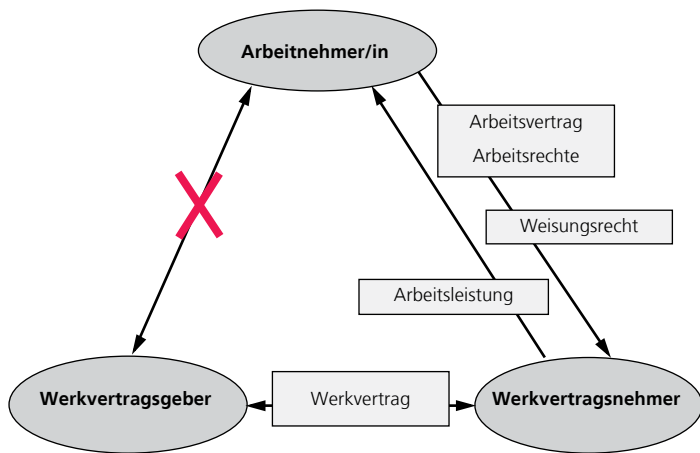 Arbeitnehmer/in
Arbeitsvertrag
Arbeitsrechte
Weisungsrecht
Arbeitsleistung
Werkvertragsgeber
Werkvertrag
Werkvertragsnehmer